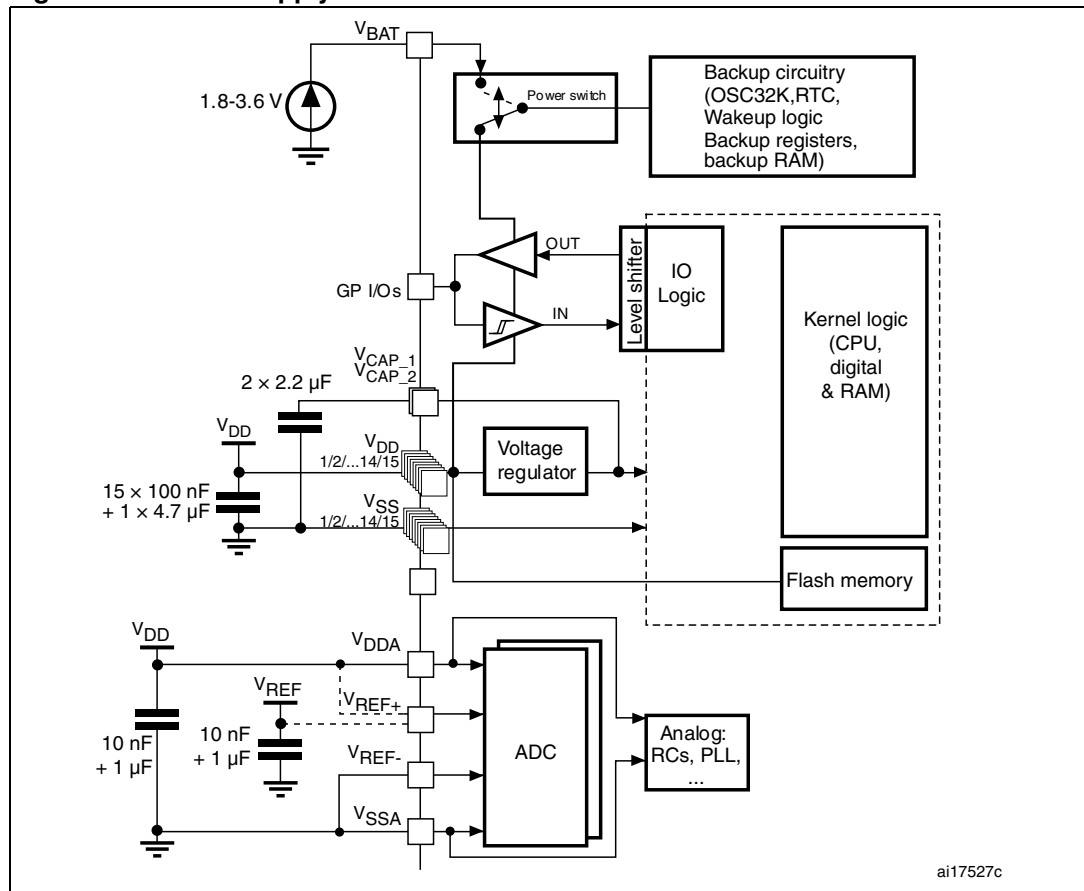 VBAT
1.8-3.6 V
Power switch
Backup circuitry
(OSC32K,RTC,
Wakeup logic
Backup registers,
backup RAM)
OUT
GP I/Os
IN
Level shifter
IO
Logic
Kernel logic
(CPU,
digital
& RAM)
VCAP_1
VCAP_2
2 × 2.2 µF
VDD
VDD
1/2/...14/15
Voltage
regulator
15 × 100 nF
+ 1 × 4.7 µF
VSS
1/2/...14/15
Flash memory
VDD
VDDA
VREF
VREF+
10 nF
+ 1 µF
10 nF
+ 1 µF
VREF-
ADC
Analog:
RCs, PLL,
...
VSSA
ai17527c